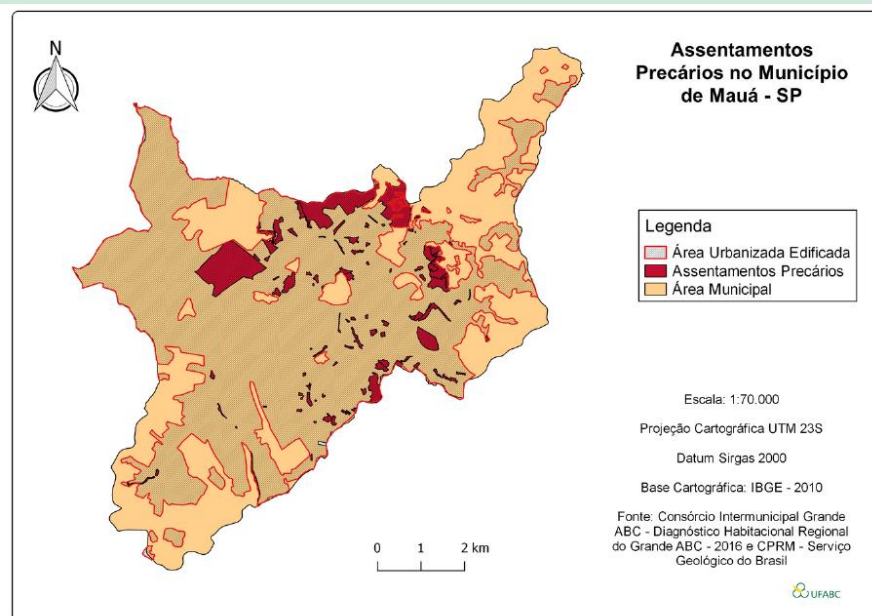 N
Assentamentos
Precários no Município
de Mauá - SP
Legenda
Área Urbanizada Edificada
Assentamentos Precários
Área Municipal
Escala: 1:70.000
Projeção Cartográfica UTM 23S
Datum Sirgas 2000
Base Cartográfica: IBGE - 2010
Fonte: Consórcio Intermunicipal Grande
ABC - Diagnóstico Habitacional Regional
do Grande ABC - 2016 e CPRM - Serviço
Geológico do Brasil
0 1 2 km
UFABC